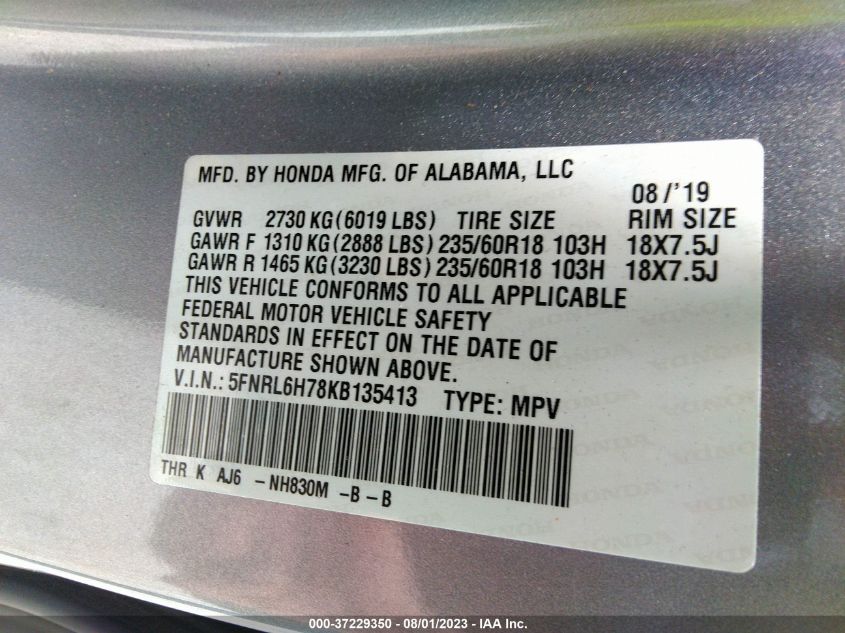 MFD. BY HONDA MFG. OF ALABAMA, LLC
08/'19
GVWR 2730 KG(6019 LBS) TIRE SIZE RIM SIZE
GAWR F 1310 KG(2888 LBS) 235/60R18 103H 18X7.5J
GAWR R 1465 KG(3230 LBS) 235/60R18 103H 18X7.5J
THIS VEHICLE CONFORMS TO ALL APPLICABLE
FEDERAL MOTOR VEHICLE SAFETY
STANDARDS IN EFFECT ON THE DATE OF
MANUFACTURE SHOWN ABOVE.
V.I.N.: 5FNRL6H78KB135413 TYPE: MPV
THR K AJ6 -NH830M -B-B
000-37229350 - 08/01/2023 - IAA Inc.